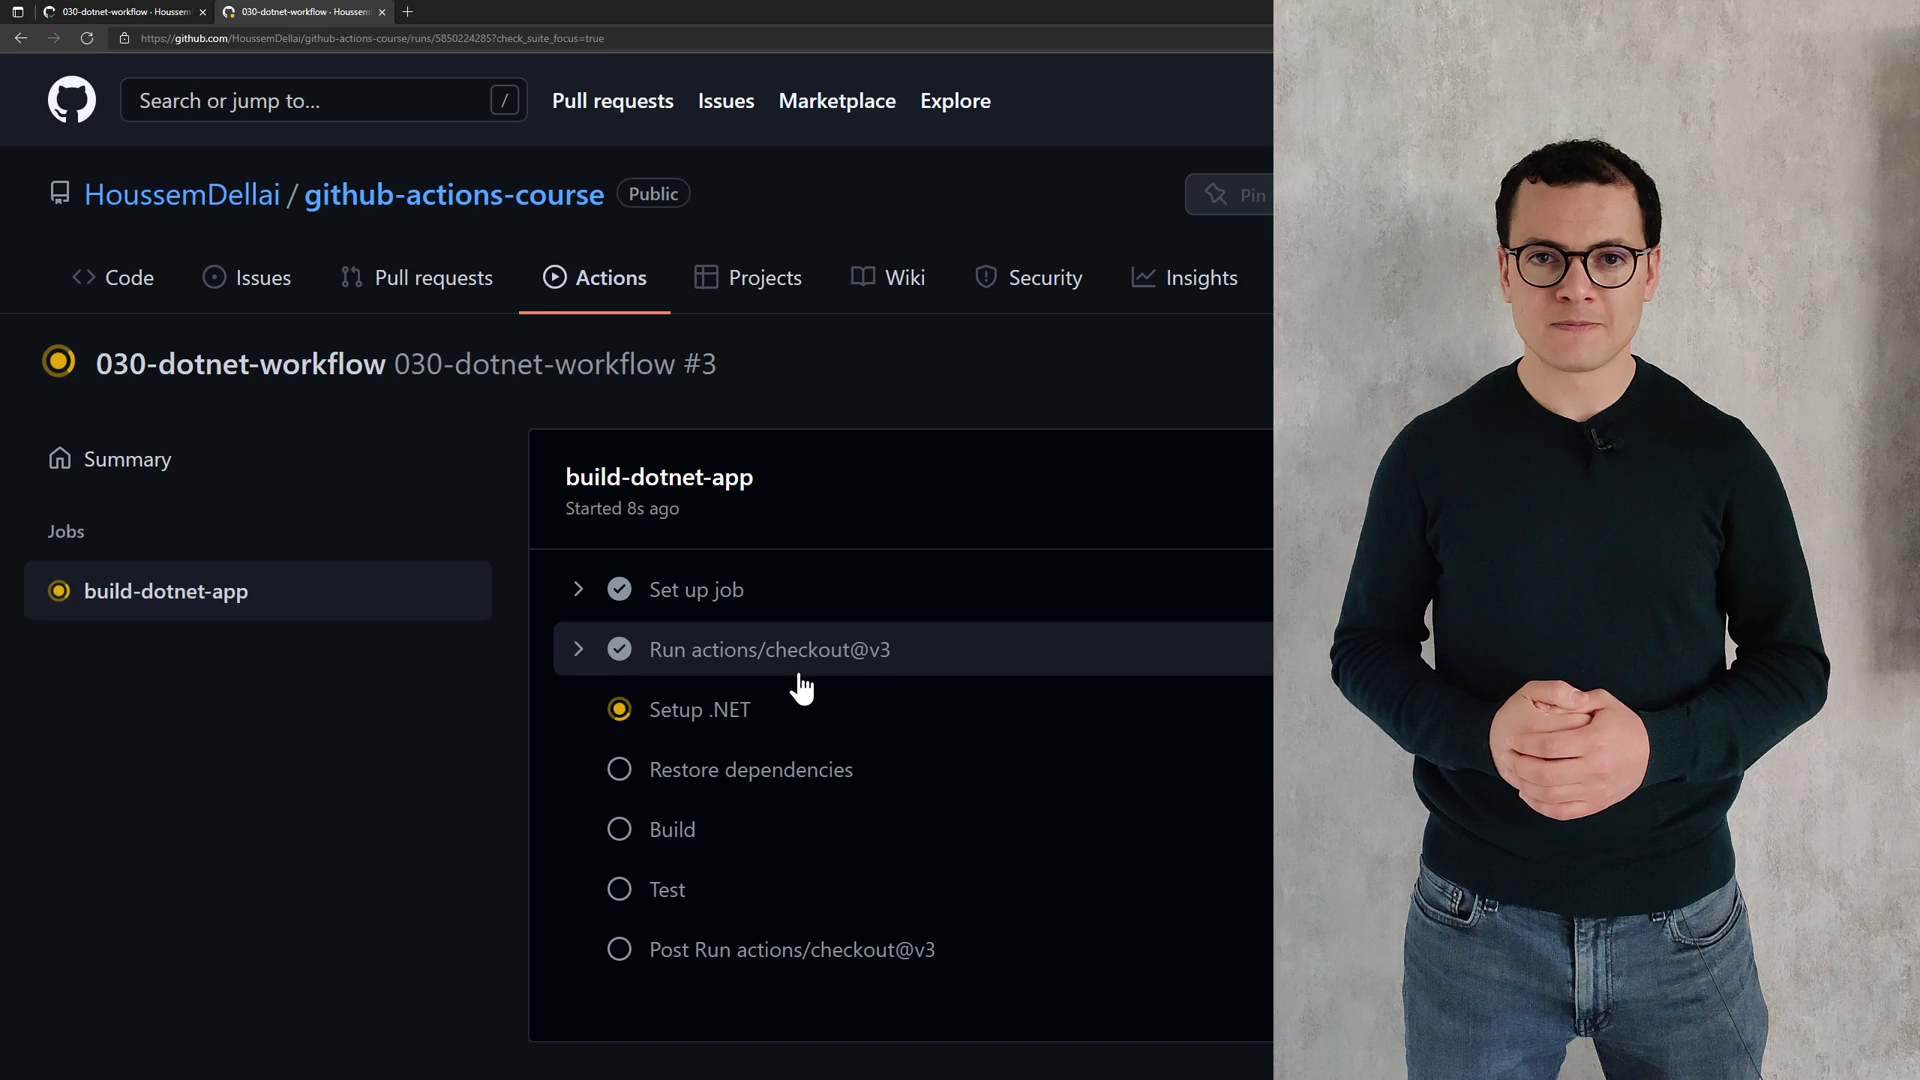 030-dotnet-workflow · Houssem
030-dotnet-workflow · Houssem
https://github.com/HoussemDellai/github-actions-course/runs/5850224285?check_suite_focus=true
Search or jump to... /
Pull requests Issues Marketplace Explore
HoussemDellai / github-actions-course Public
Pin
Code Issues Pull requests Actions Projects Wiki Security Insights
030-dotnet-workflow 030-dotnet-workflow #3
Summary
Jobs
build-dotnet-app
build-dotnet-app
Started 8s ago
Set up job
Run actions/checkout@v3
Setup .NET
Restore dependencies
Build
Test
Post Run actions/checkout@v3